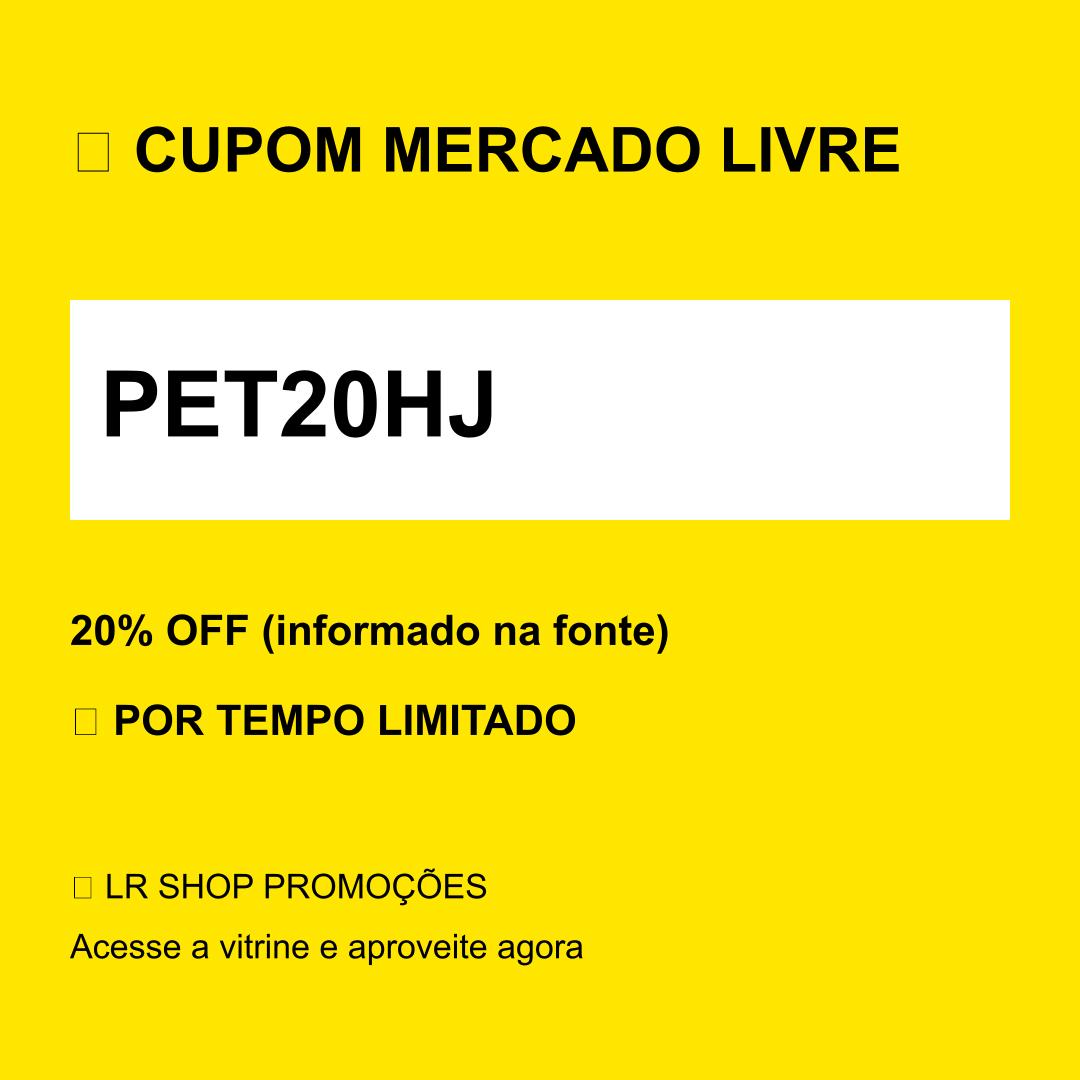 □ CUPOM MERCADO LIVRE
PET20HJ
20% OFF (informado na fonte)
□ POR TEMPO LIMITADO
□ LR SHOP PROMOÇÕES
Acesse a vitrine e aproveite agora